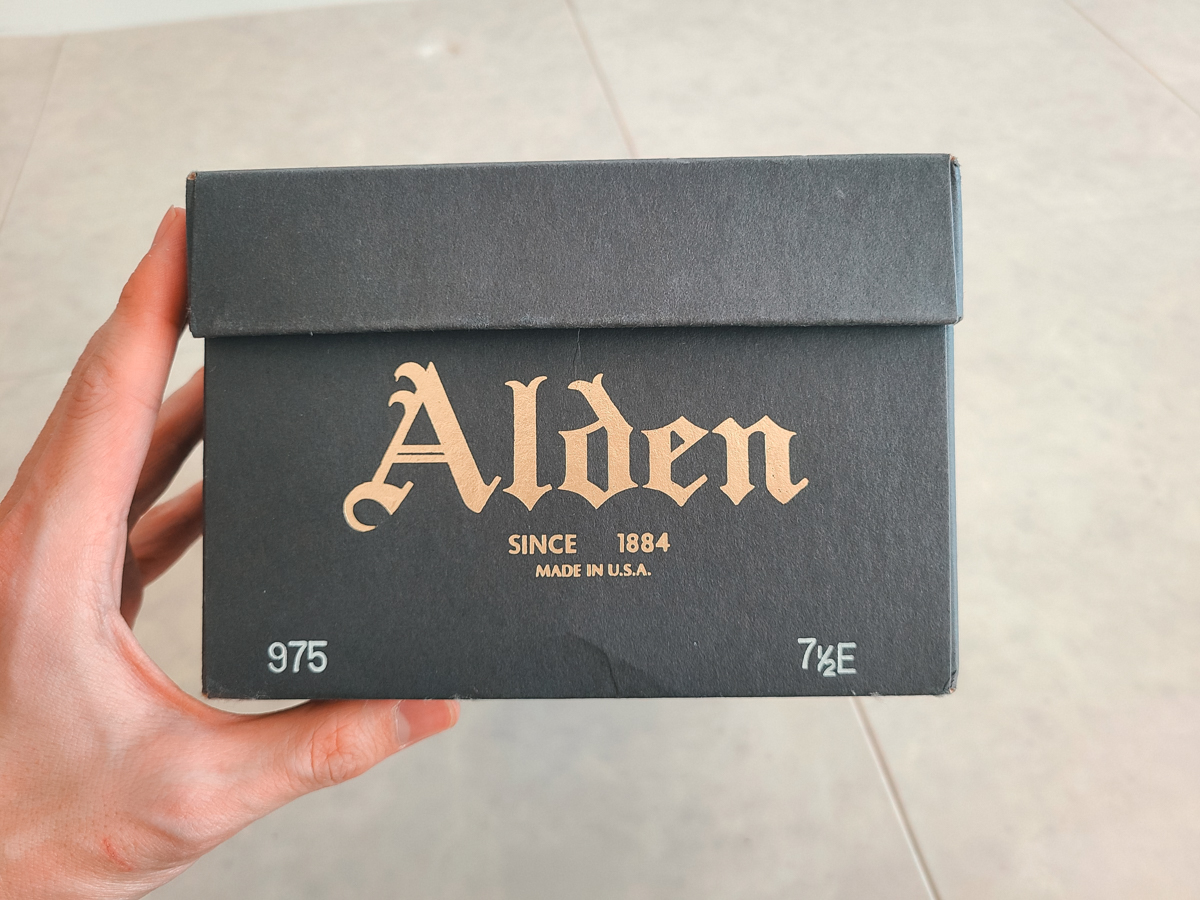 Alden
SINCE 1884
MADE IN U.S.A.
975 7½E